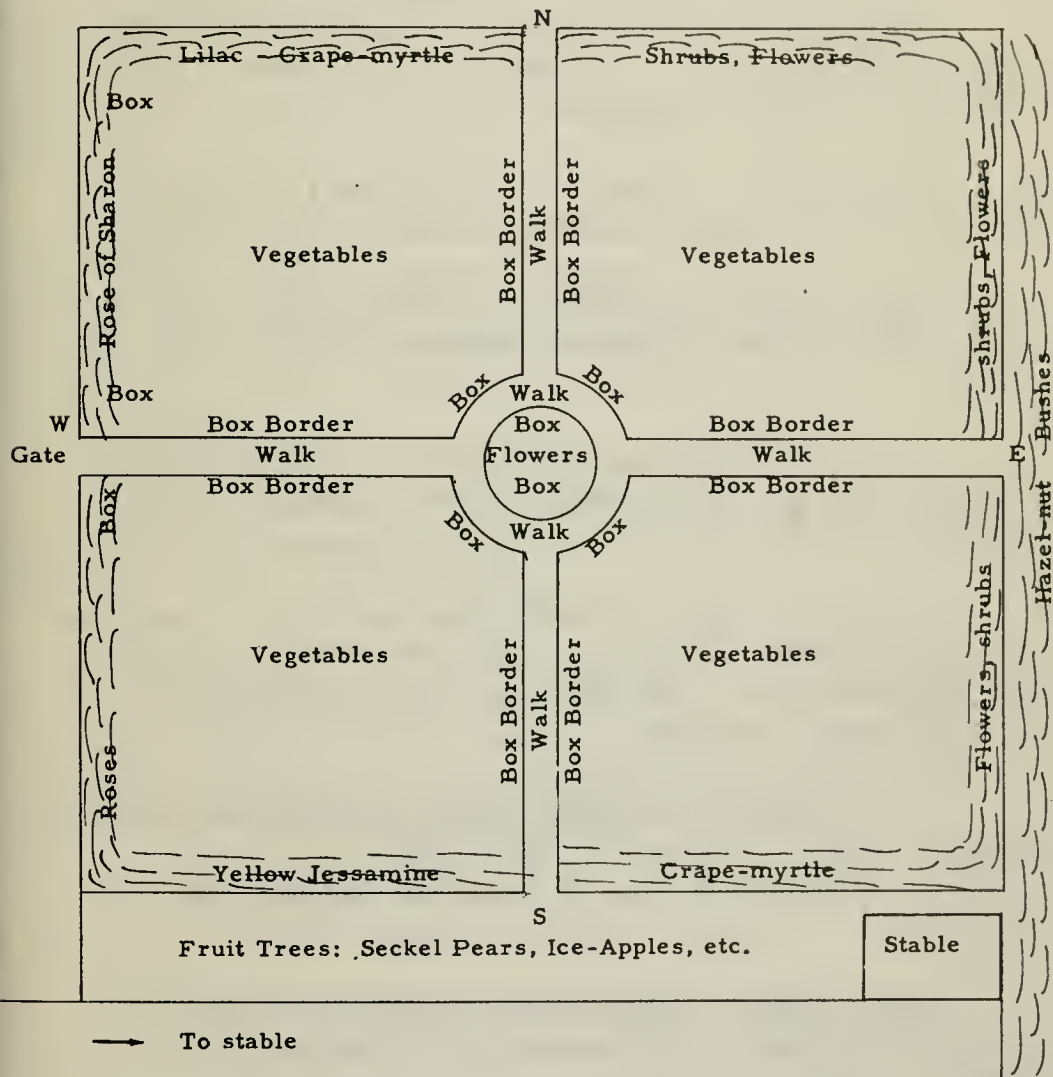 N
Lilac - Crape-myrtle
Shrubs, Flowers
Box
Rose of Sharon
Box
Vegetables
Box Border
Walk
Box Border
Vegetables
shrubs, Flowers
Hazel-nut Bushes
Box
Walk
Box
W
Box Border
Box
Box Border
Gate
Walk
Flowers
Walk
E
Box Border
Box
Box Border
Box
Box
Walk
Box
Roses
Vegetables
Box Border
Walk
Box Border
Vegetables
Flowers, shrubs
Yellow Jessamine
Crape-myrtle
S
Fruit Trees: Seckel Pears, Ice-Apples, etc.
Stable
To stable